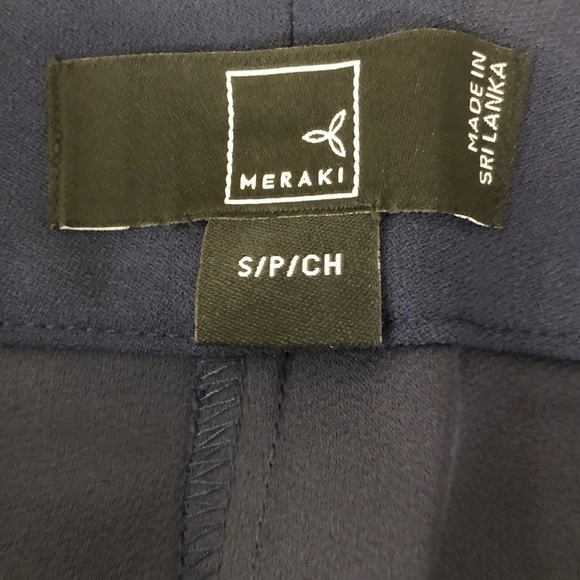 MERAKI
MADE IN
SRI LANKA
S/P/CH